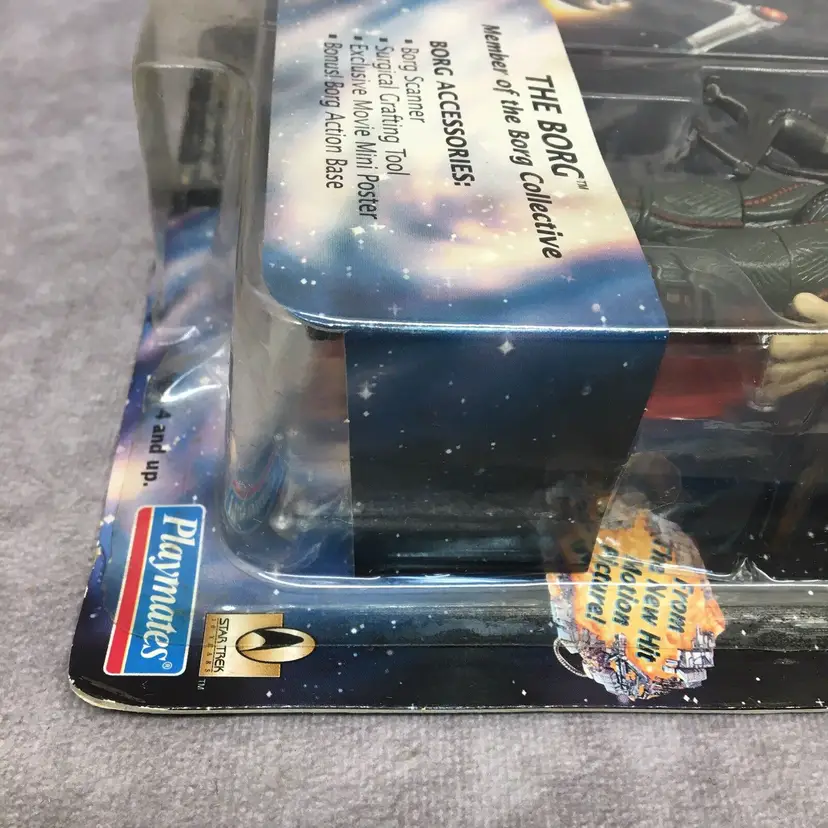 THE BORG™
Member of the Borg Collective
BORG ACCESSORIES:
▪ Borg Scanner
▪ Surgical Grafting Tool
▪ Exclusive Movie Mini Poster
▪ Bonus! Borg Action Base
4 and up.
Playmates®
STAR TREK
™
From
The New Hit
Motion
Picture!